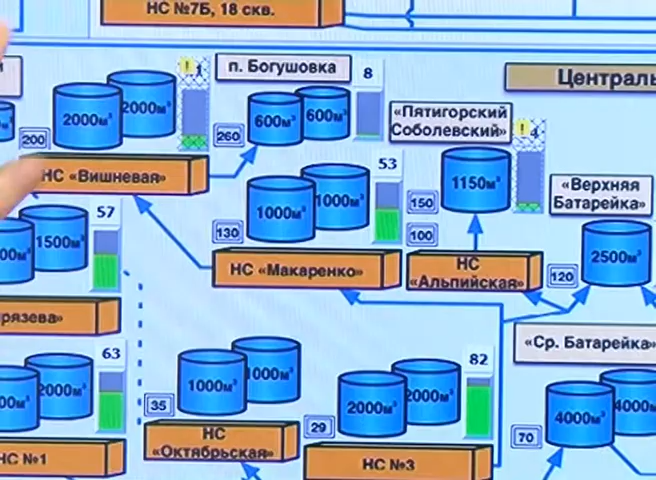 НС №7Б, 18 скв.
п. Богушовка
Централь
2000м³
2000м³
1
200
НС «Вишневая»
600м³
600м³
8
260
«Пятигорский
Соболевский»
1150м³
4
150
100
НС
«Альпийская»
1000м³
1000м³
53
130
НС «Макаренко»
«Верхняя
Батарейка»
2500м³
120
1500м³
57
«Ср. Батарейка»
4000м³
4000м³
70
2000м³
63
НС №1
1000м³
1000м³
35
НС
«Октябрьская»
2000м³
2000м³
82
29
НС №3